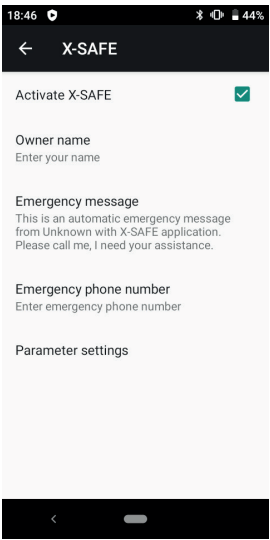 18:46 44%
X-SAFE
Activate X-SAFE
Owner name
Enter your name
Emergency message
This is an automatic emergency message
from Unknown with X-SAFE application.
Please call me, I need your assistance.
Emergency phone number
Enter emergency phone number
Parameter settings